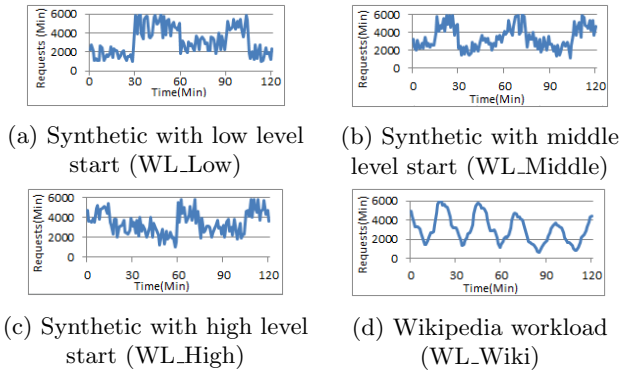 6000
4000
2000
0
Requests(Min)
0 30 60 90 120
Time(Min)
(a) Synthetic with low level
start (WL_Low)
6000
4000
2000
0
Requests(Min)
0 30 60 90 120
Time(Min)
(b) Synthetic with middle
level start (WL_Middle)
6000
4000
2000
0
Requests(Min)
0 30 60 90 120
Time(Min)
(c) Synthetic with high level
start (WL_High)
6000
4000
2000
0
Requests(Min)
0 30 60 90 120
Time(Min)
(d) Wikipedia workload
(WL_Wiki)